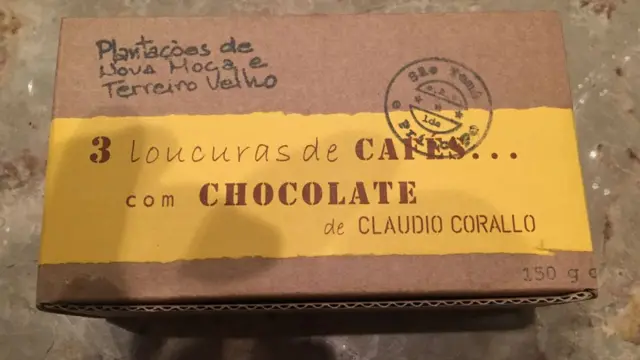 Plantações de
Nova Moca e
Terreiro Velho
São Tomé
lda
3 loucuras de CAFÉS...
com CHOCOLATE
de CLAUDIO CORALLO
150 g